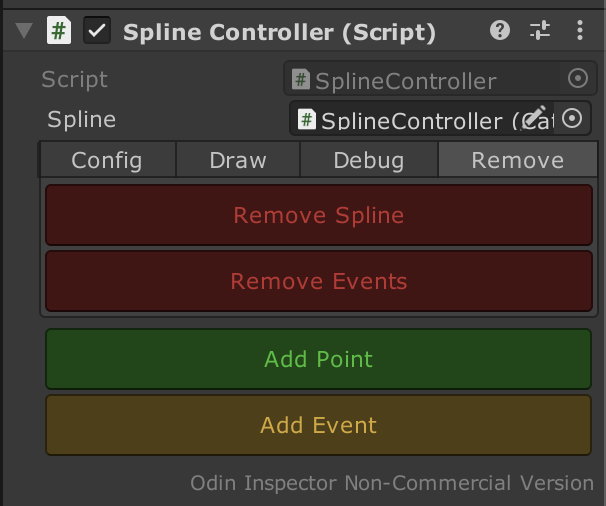 Spline Controller (Script)
Script SplineController
Spline SplineController (Cat
Config Draw Debug Remove
Remove Spline
Remove Events
Add Point
Add Event
Odin Inspector Non-Commercial Version